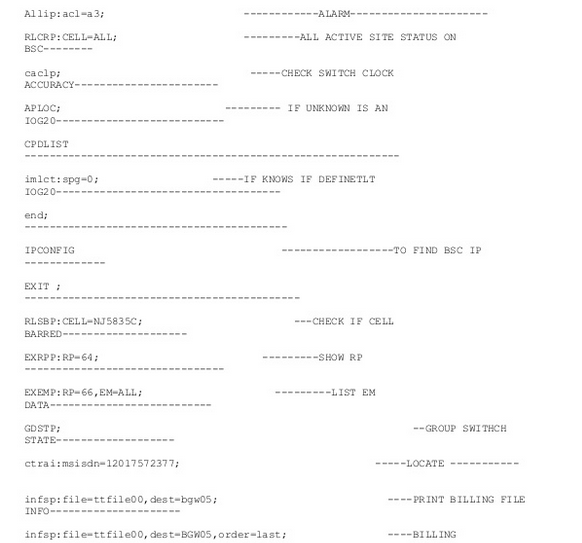 Allip:acl=a3; ------------ALARM----------------------
RLCRP:CELL=ALL; ---------ALL ACTIVE SITE STATUS ON
BSC--------
caclp; -----CHECK SWITCH CLOCK
ACCURACY-----------------------
APLOC; --------- IF UNKNOWN IS AN
IOG20---------------------------
CPDLIST
------------------------------------------------------------
imlct:spg=0; -----IF KNOWS IF DEFINETLT
IOG20------------------------------------
end;
------------------------------------------
IPCONFIG ------------------TO FIND BSC IP
-------------
EXIT ;
--------------------------------------------
RLSBP:CELL=NJ5835C; ---CHECK IF CELL
BARRED--------------------
EXRPP:RP=64; ---------SHOW RP
--------------------------------
EXEMP:RP=66,EM=ALL; ---------LIST EM
DATA--------------------------
GDSTP; --GROUP SWITHCH
STATE-------------------
ctrai:msisdn=12017572377; -----LOCATE -----------
infsp:file=ttfile00,dest=bgw05; ----PRINT BILLING FILE
INFO---------------------
infsp:file=ttfile00,dest=BGW05,order=last; ----BILLING